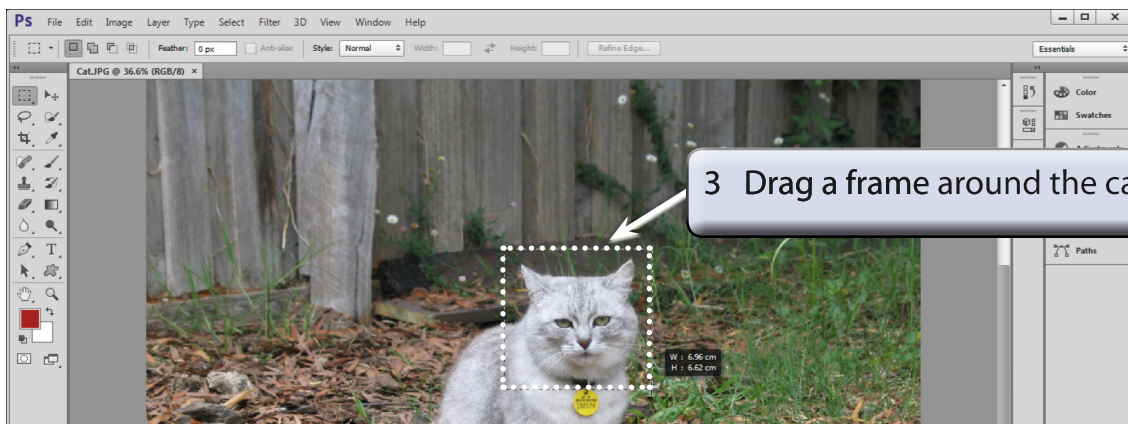 Ps File Edit Image Layer Type Select Filter 3D View Window Help
Feather: 0 px Anti-alias Style: Normal Width: Height: Refine Edge... Essentials
Cat.JPG @ 36.6% (RGB/8) ×
Color
Swatches
3 Drag a frame around the ca
T Paths
W : 6.96 cm
H : 6.62 cm